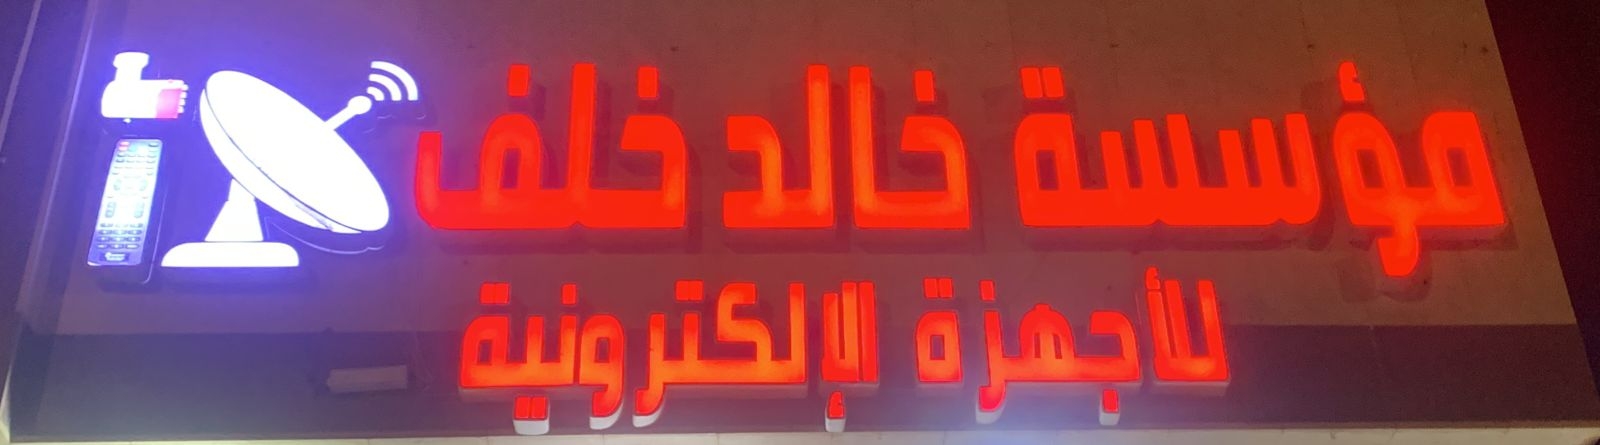 مؤسسة خالد خلف
للأجهزة الإلكترونية